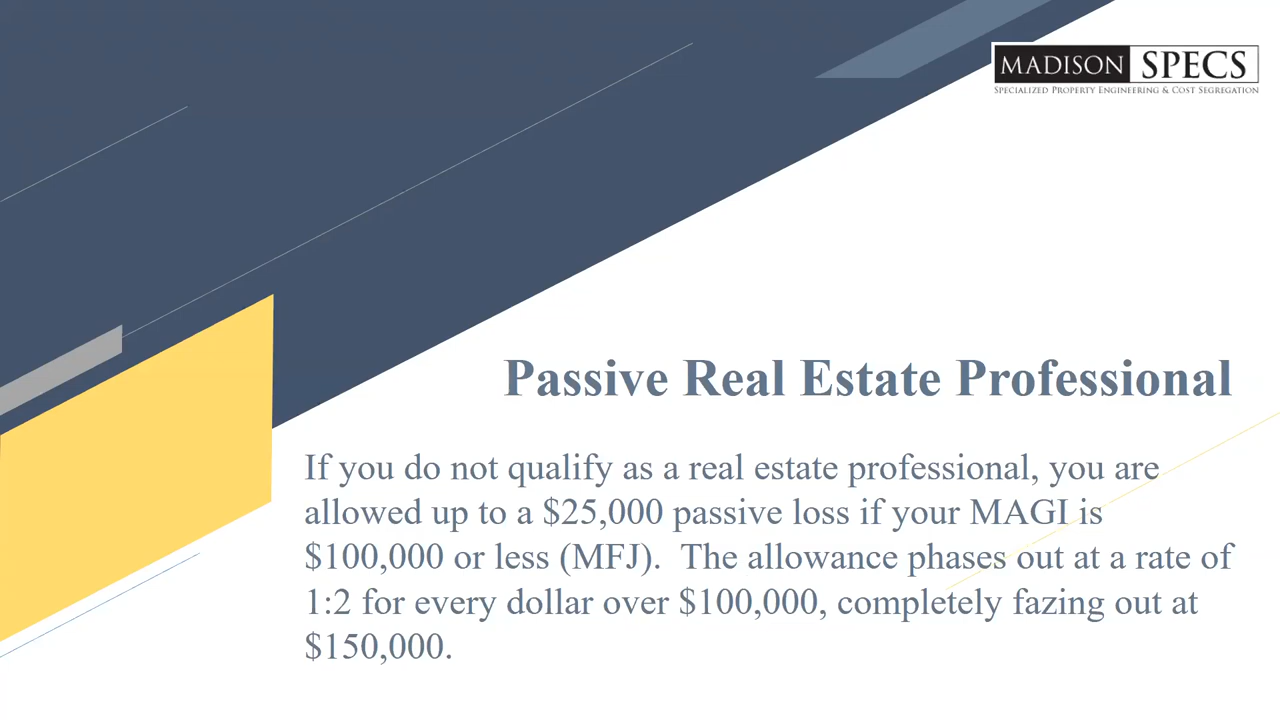 MADISON SPECS
SPECIALIZED PROPERTY ENGINEERING & COST SEGREGATION
Passive Real Estate Professional
If you do not qualify as a real estate professional, you are
allowed up to a $25,000 passive loss if your MAGI is
$100,000 or less (MFJ).  The allowance phases out at a rate of
1:2 for every dollar over $100,000, completely fazing out at
$150,000.